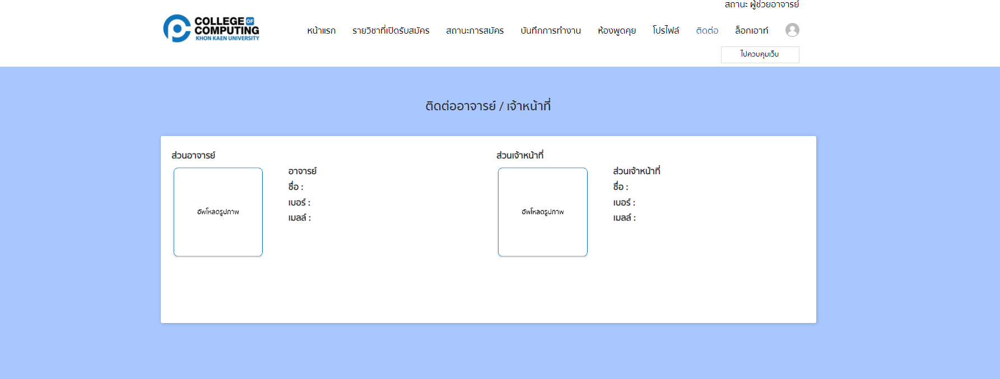 สถานะ ผู้ช่วยอาจารย์
COLLEGE OF
COMPUTING
KHON KAEN UNIVERSITY
หน้าแรก รายวิชาที่เปิดรับสมัคร สถานะการสมัคร บันทึกการทำงาน ห้องพูดคุย โปรไฟล์ ติดต่อ ล็อกเอาท์
ไปควบคุมเว็บ
ติดต่ออาจารย์ / เจ้าหน้าที่
ส่วนอาจารย์
อัพโหลดรูปภาพ
อาจารย์
ชื่อ :
เบอร์ :
เมลล์ :
ส่วนเจ้าหน้าที่
อัพโหลดรูปภาพ
ส่วนเจ้าหน้าที่
ชื่อ :
เบอร์ :
เมลล์ :